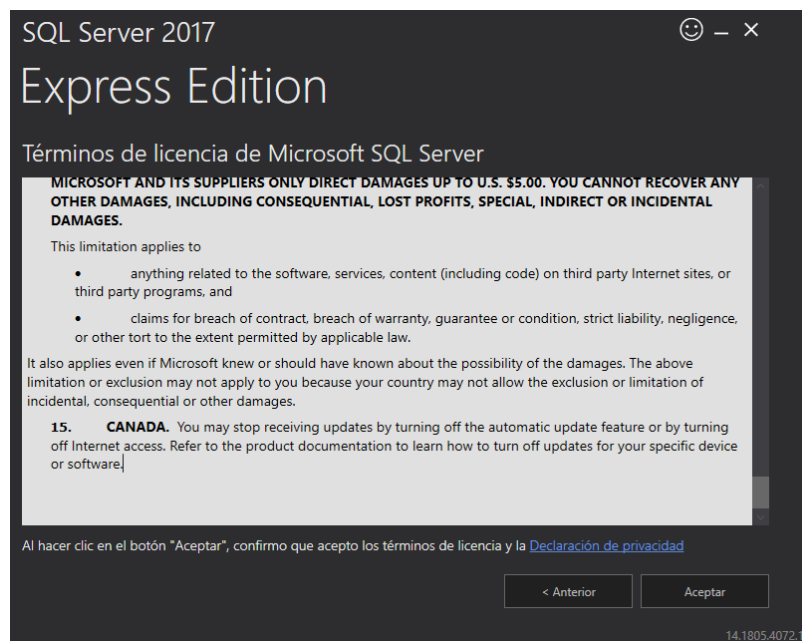 SQL Server 2017
Express Edition
Términos de licencia de Microsoft SQL Server
MICROSOFT AND ITS SUPPLIERS ONLY DIRECT DAMAGES UP TO U.S. $5.00. YOU CANNOT RECOVER ANY
OTHER DAMAGES, INCLUDING CONSEQUENTIAL, LOST PROFITS, SPECIAL, INDIRECT OR INCIDENTAL
DAMAGES.
This limitation applies to
• anything related to the software, services, content (including code) on third party Internet sites, or
third party programs, and
• claims for breach of contract, breach of warranty, guarantee or condition, strict liability, negligence,
or other tort to the extent permitted by applicable law.
It also applies even if Microsoft knew or should have known about the possibility of the damages. The above
limitation or exclusion may not apply to you because your country may not allow the exclusion or limitation of
incidental, consequential or other damages.
15. CANADA. You may stop receiving updates by turning off the automatic update feature or by turning
off Internet access. Refer to the product documentation to learn how to turn off updates for your specific device
or software.
Al hacer clic en el botón "Aceptar", confirmo que acepto los términos de licencia y la Declaración de privacidad
< Anterior
Aceptar
14.1805.4072.1